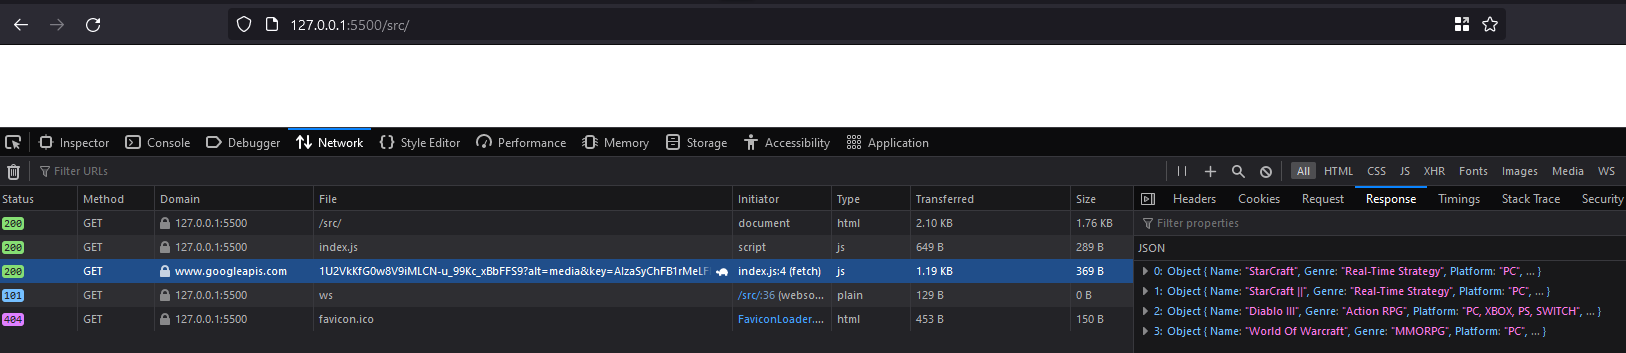 127.0.0.1:5500/src/
Inspector Console Debugger Network Style Editor Performance Memory Storage Accessibility Application
Filter URLs All HTML CSS JS XHR Fonts Images Media WS
Status Method Domain File Initiator Type Transferred Size Headers Cookies Request Response Timings Stack Trace Security
200 GET 127.0.0.1:5500 /src/ document html 2.10 KB 1.76 KB Filter properties
200 GET 127.0.0.1:5500 index.js script js 649 B 289 B JSON
200 GET www.googleapis.com 1U2VkKfG0w8V9iMLCN-u_99Kc_xBbFFS9?alt=media&key=AIzaSyChFB1rMeLF index.js:4 (fetch) js 1.19 KB 369 B 0: Object { Name: "StarCraft", Genre: "Real-Time Strategy", Platform: "PC", … }
101 GET 127.0.0.1:5500 ws /src/:36 (webso... plain 129 B 0 B 1: Object { Name: "StarCraft ||", Genre: "Real-Time Strategy", Platform: "PC", … }
404 GET 127.0.0.1:5500 favicon.ico FaviconLoader.... html 453 B 150 B 2: Object { Name: "Diablo III", Genre: "Action RPG", Platform: "PC, XBOX, PS, SWITCH", … }
3: Object { Name: "World Of Warcraft", Genre: "MMORPG", Platform: "PC", … }